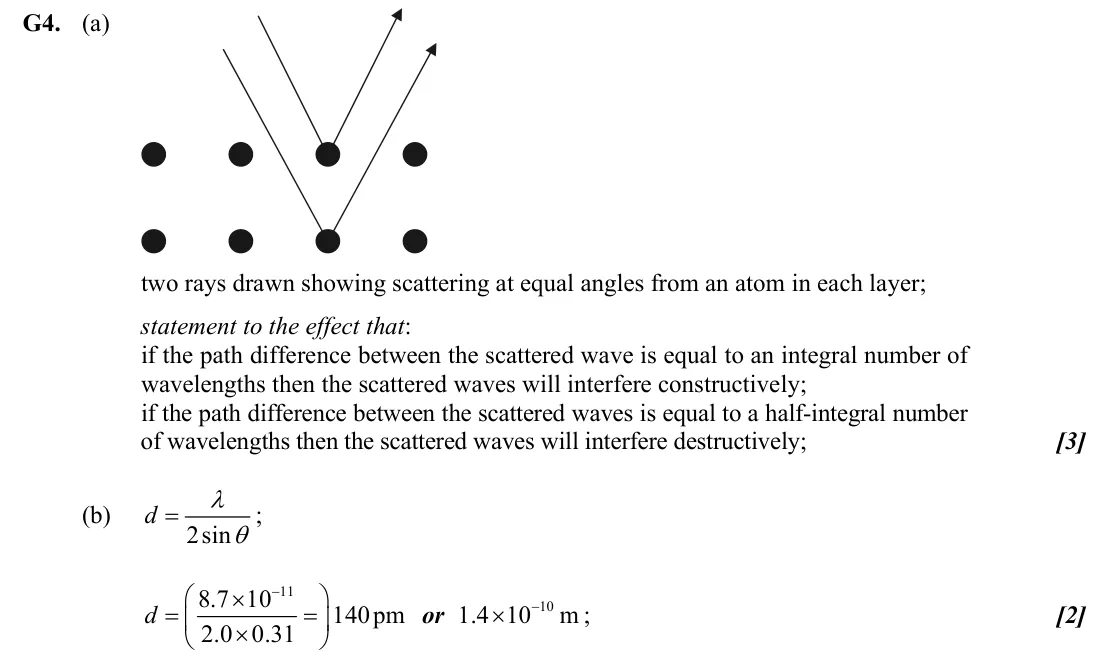 G4. (a)
two rays drawn showing scattering at equal angles from an atom in each layer;
statement to the effect that:
if the path difference between the scattered wave is equal to an integral number of
wavelengths then the scattered waves will interfere constructively;
if the path difference between the scattered waves is equal to a half-integral number
of wavelengths then the scattered waves will interfere destructively; [3]
(b) d = λ / (2 sin θ) ;
d = ( 8.7×10⁻¹¹ / 2.0×0.31 = ) 140 pm or 1.4×10⁻¹⁰ m ; [2]